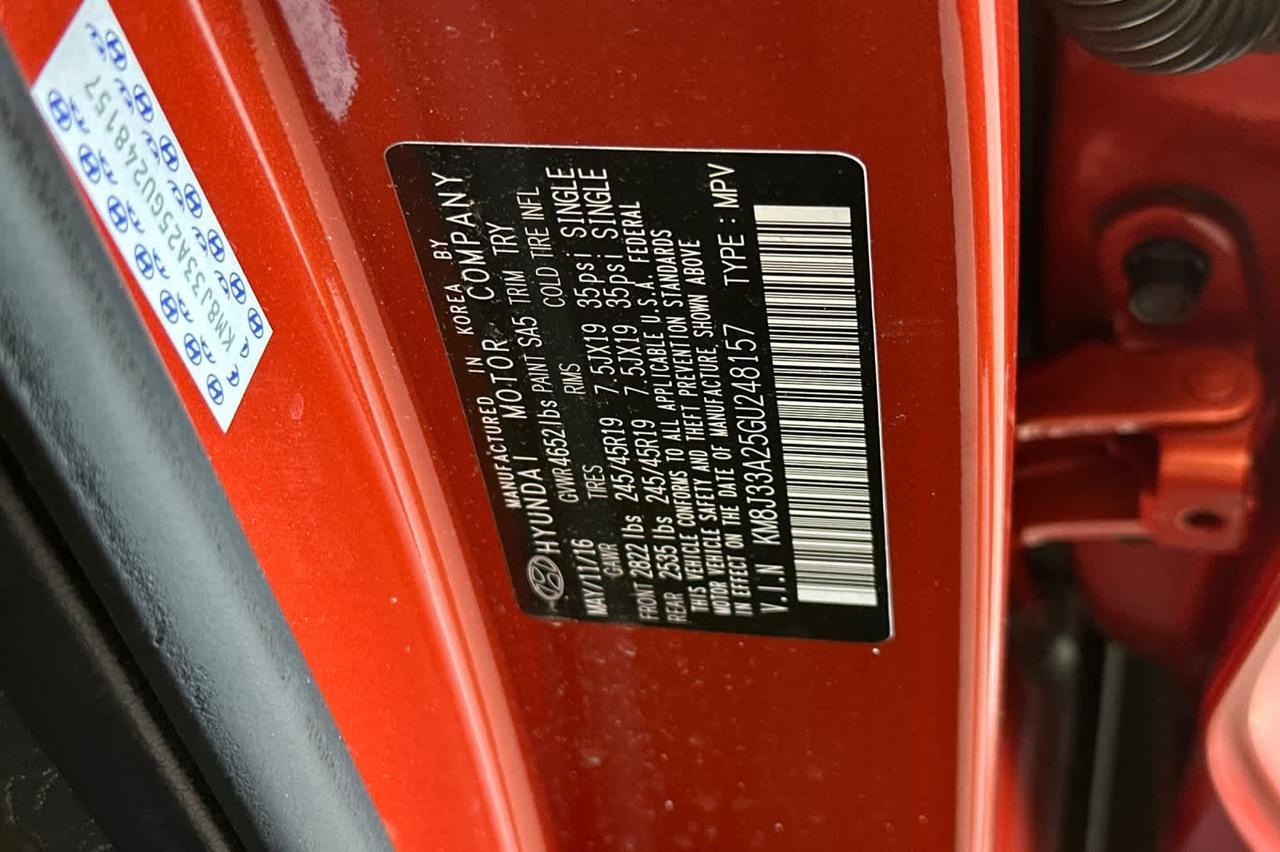 KM8J33A25GU248157
MANUFACTURED IN KOREA BY
HYUNDAI MOTOR COMPANY
MAY/11/16 GVWR4652lbs PAINT SA5 TRIM TRY
GAWR TIRES RIMS COLD TIRE INFL
FRONT 2822 lbs 245/45R19 7.5JX19 35psi SINGLE
REAR 2535 lbs 245/45R19 7.5JX19 35psi SINGLE
THIS VEHICLE CONFORMS TO ALL APPLICABLE U.S.A. FEDERAL
MOTOR VEHICLE SAFETY AND THEFT PREVENTION STANDARDS
IN EFFECT ON THE DATE OF MANUFACTURE SHOWN ABOVE
V.I.N KM8J33A25GU248157 TYPE : MPV